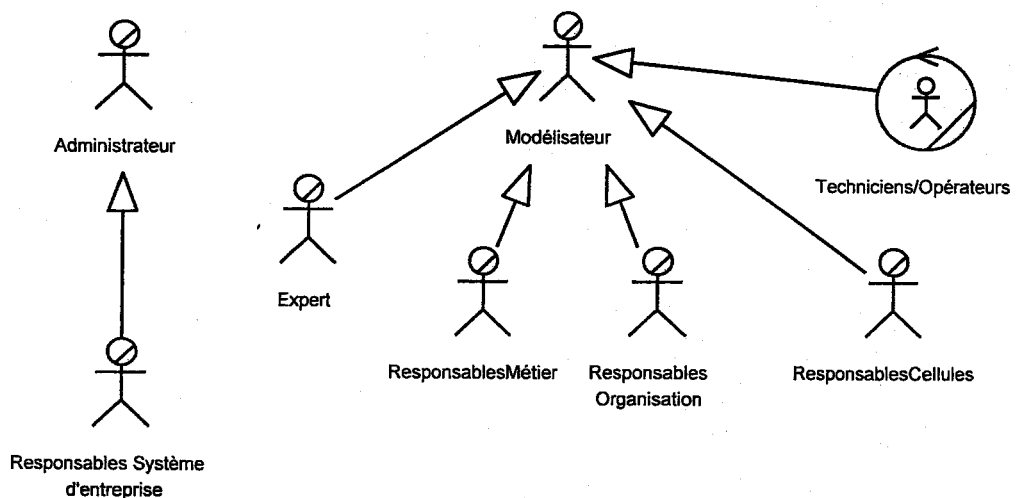 Administrateur
Modélisateur
Techniciens/Opérateurs
Expert
ResponsablesMétier
Responsables
Organisation
ResponsablesCellules
Responsables Système
d'entreprise